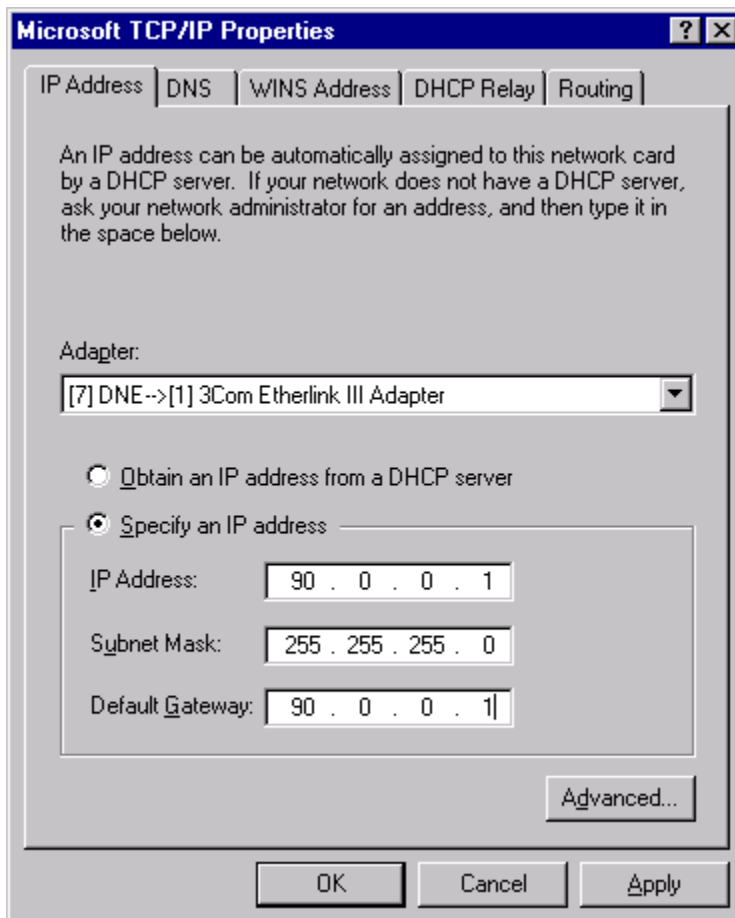 Microsoft TCP/IP Properties
IP Address DNS WINS Address DHCP Relay Routing
An IP address can be automatically assigned to this network card
by a DHCP server. If your network does not have a DHCP server,
ask your network administrator for an address, and then type it in
the space below.
Adapter:
[7] DNE-->[1] 3Com Etherlink III Adapter
Obtain an IP address from a DHCP server
Specify an IP address
IP Address: 90 . 0 . 0 . 1
Subnet Mask: 255 . 255 . 255 . 0
Default Gateway: 90 . 0 . 0 . 1
Advanced...
OK Cancel Apply